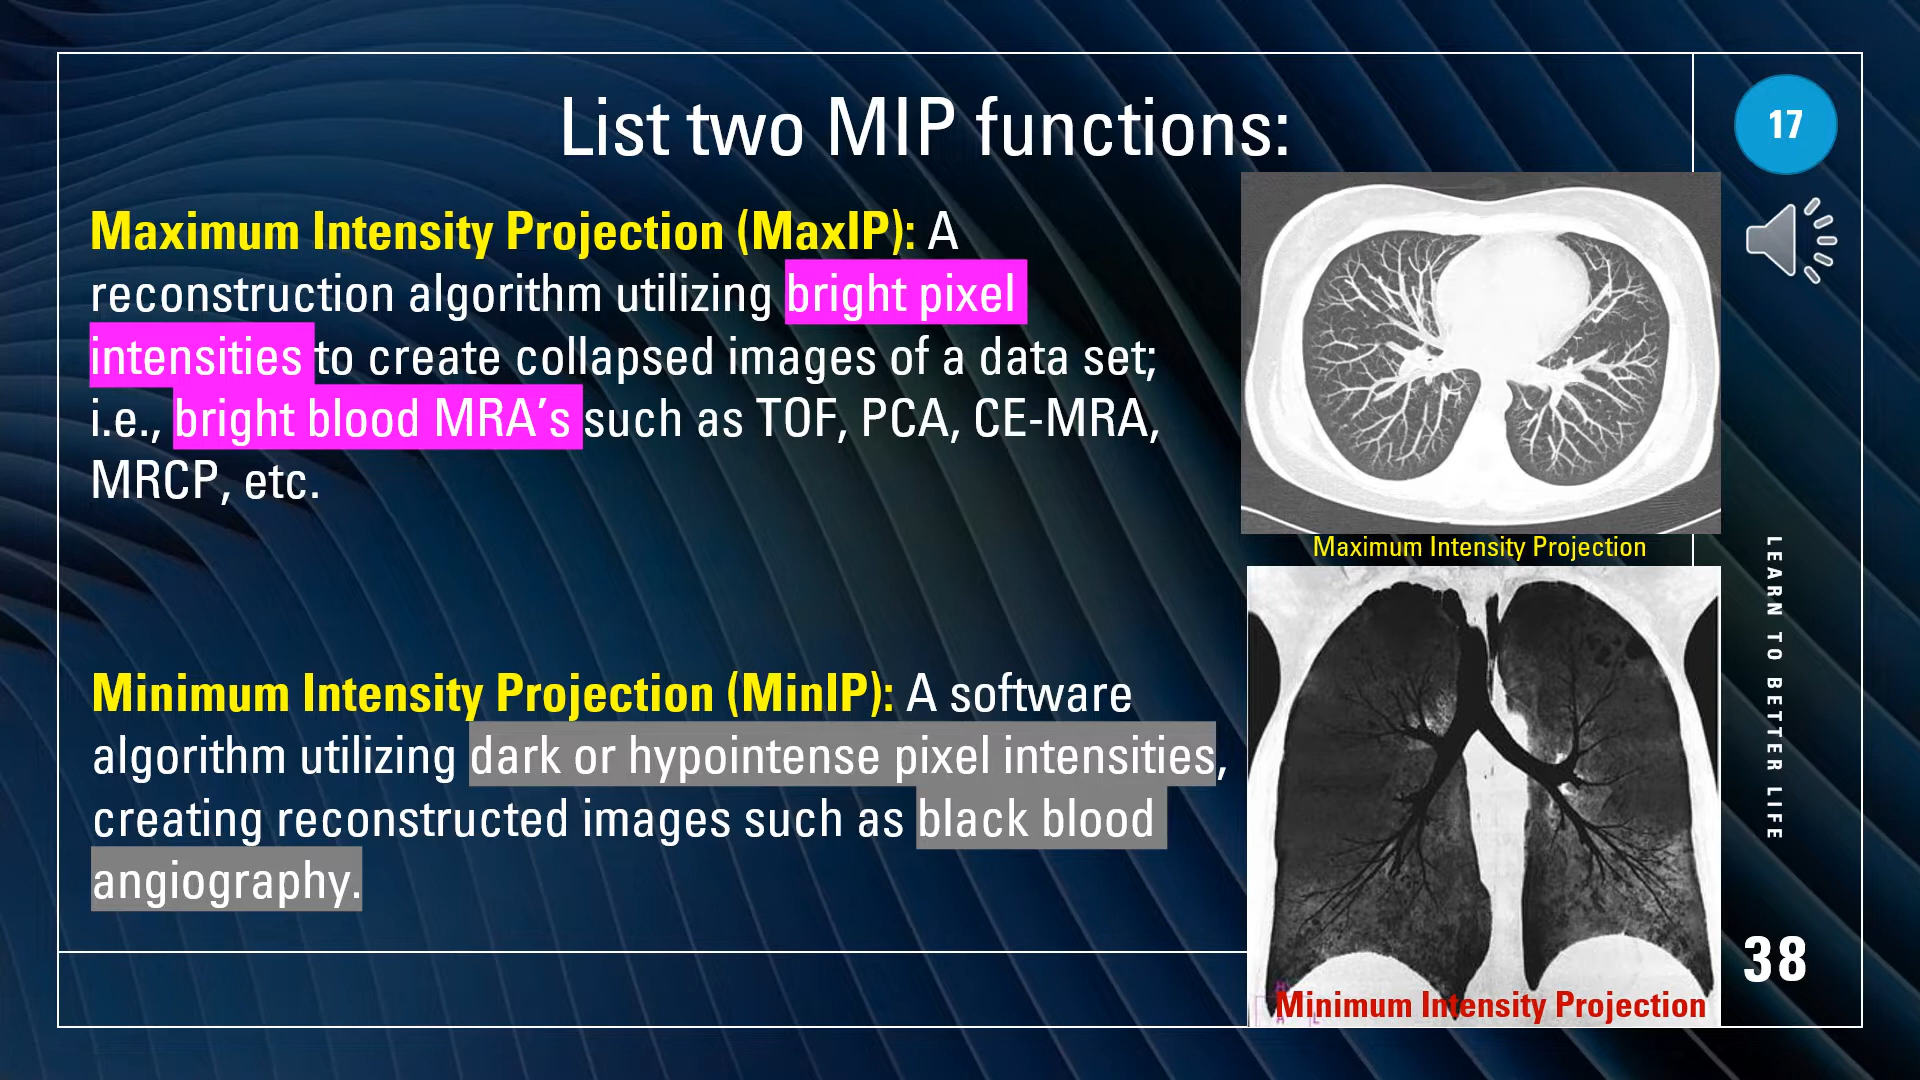 List two MIP functions:
17
Maximum Intensity Projection (MaxIP): A
reconstruction algorithm utilizing bright pixel
intensities to create collapsed images of a data set;
i.e., bright blood MRA’s such as TOF, PCA, CE-MRA,
MRCP, etc.
Maximum Intensity Projection
Minimum Intensity Projection (MinIP): A software
algorithm utilizing dark or hypointense pixel intensities,
creating reconstructed images such as black blood
angiography.
Minimum Intensity Projection
LEARN TO BETTER LIFE
38